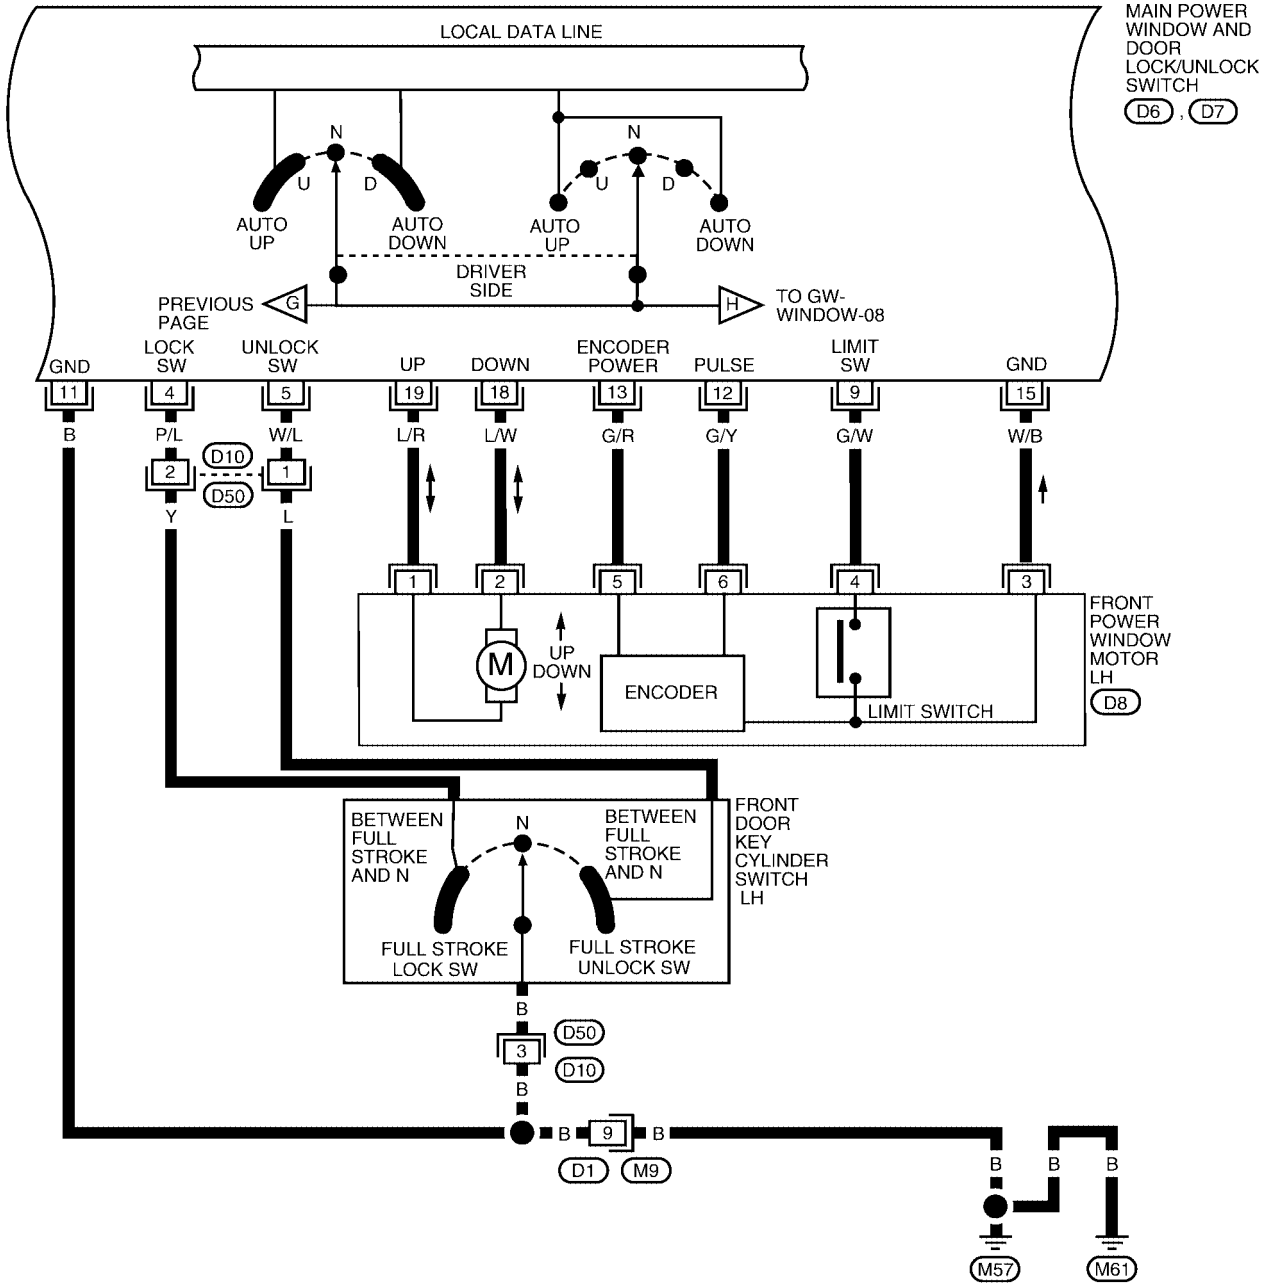 LOCAL DATA LINE
MAIN POWER
WINDOW AND
DOOR
LOCK/UNLOCK
SWITCH
D6 , D7
N
U D
AUTO
UP
AUTO
DOWN
N
U D
AUTO
UP
AUTO
DOWN
DRIVER
SIDE
PREVIOUS
PAGE
G
H
TO GW-
WINDOW-08
GND
LOCK
SW
UNLOCK
SW
UP
DOWN
ENCODER
POWER
PULSE
LIMIT
SW
GND
11 4 5 19 18 13 12 9 15
B P/L W/L L/R L/W G/R G/Y G/W W/B
2 D10 1
D50
Y L
1 2 5 6 4 3
M
UP
DOWN
ENCODER
LIMIT SWITCH
FRONT
POWER
WINDOW
MOTOR
LH
D8
BETWEEN
FULL
STROKE
AND N
N
BETWEEN
FULL
STROKE
AND N
FULL STROKE
LOCK SW
FULL STROKE
UNLOCK SW
FRONT
DOOR
KEY
CYLINDER
SWITCH
LH
B
D50
3
D10
B
B 9 B
D1 M9
B B B
M57 M61